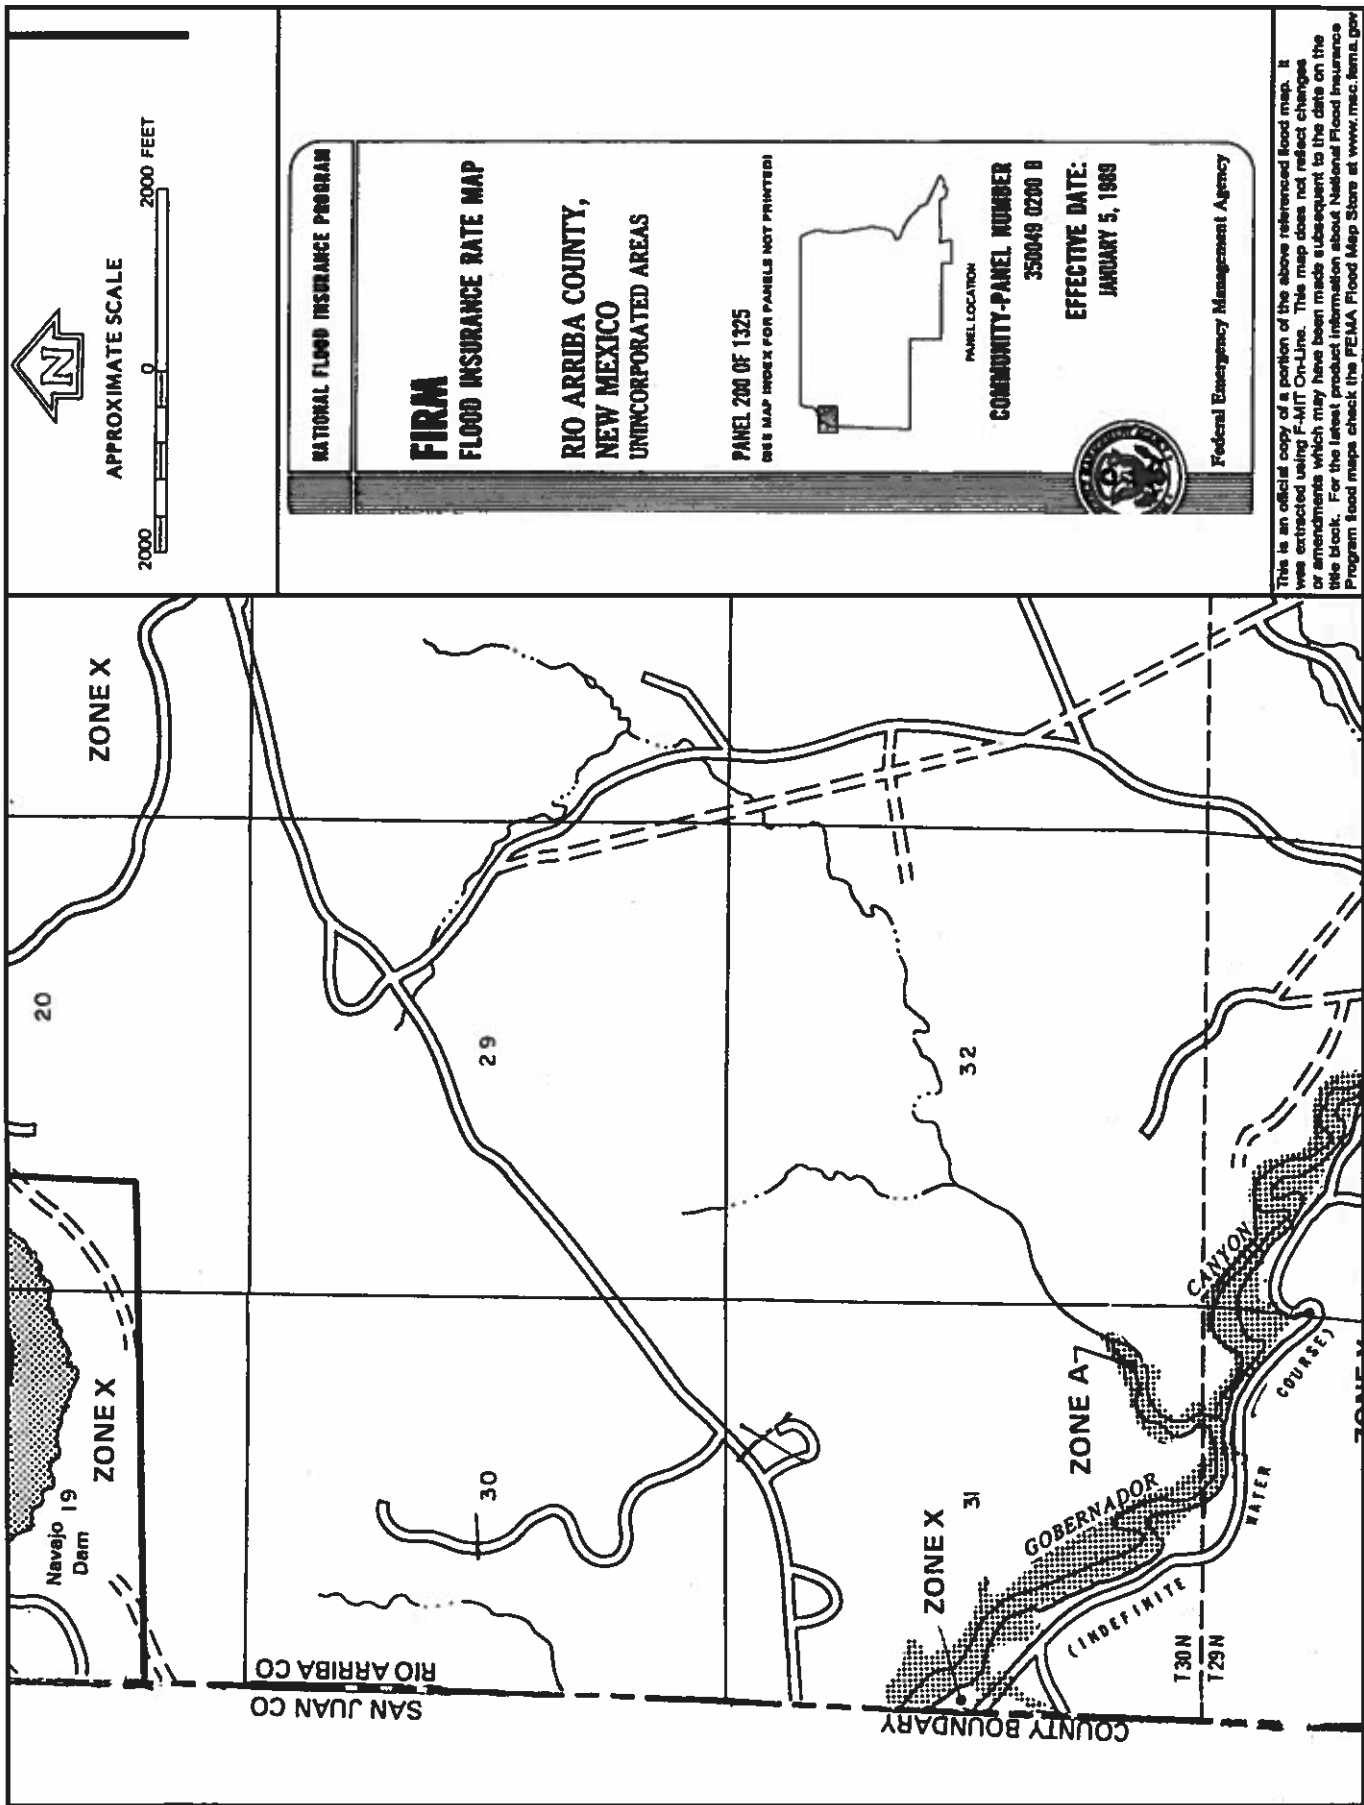 APPROXIMATE SCALE
2000 0 2000 FEET
N
NATIONAL FLOOD INSURANCE PROGRAM
FIRM
FLOOD INSURANCE RATE MAP
RIO ARRIBA COUNTY,
NEW MEXICO
UNINCORPORATED AREAS
PANEL 200 OF 1325
(SEE MAP INDEX FOR PANELS NOT PRINTED)
PANEL LOCATION
COMMUNITY-PANEL NUMBER
350049 0200 B
EFFECTIVE DATE:
JANUARY 5, 1989
Federal Emergency Management Agency
This is an official copy of a portion of the above referenced flood map. It
was extracted using F-MIT On-Line. This map does not reflect changes
or amendments which may have been made subsequent to the date on the
title block. For the latest product information about National Flood Insurance
Program flood maps check the FEMA Flood Map Store at www.msc.fema.gov
ZONE X
20
Navajo 19
Dam
ZONE X
29
30
SAN JUAN CO
RIO ARRIBA CO
32
ZONE X
31
ZONE A
GOBERNADOR
CANYON
(INDEFINITE
WATER
COURSE)
COUNTY BOUNDARY
T30N
T29N